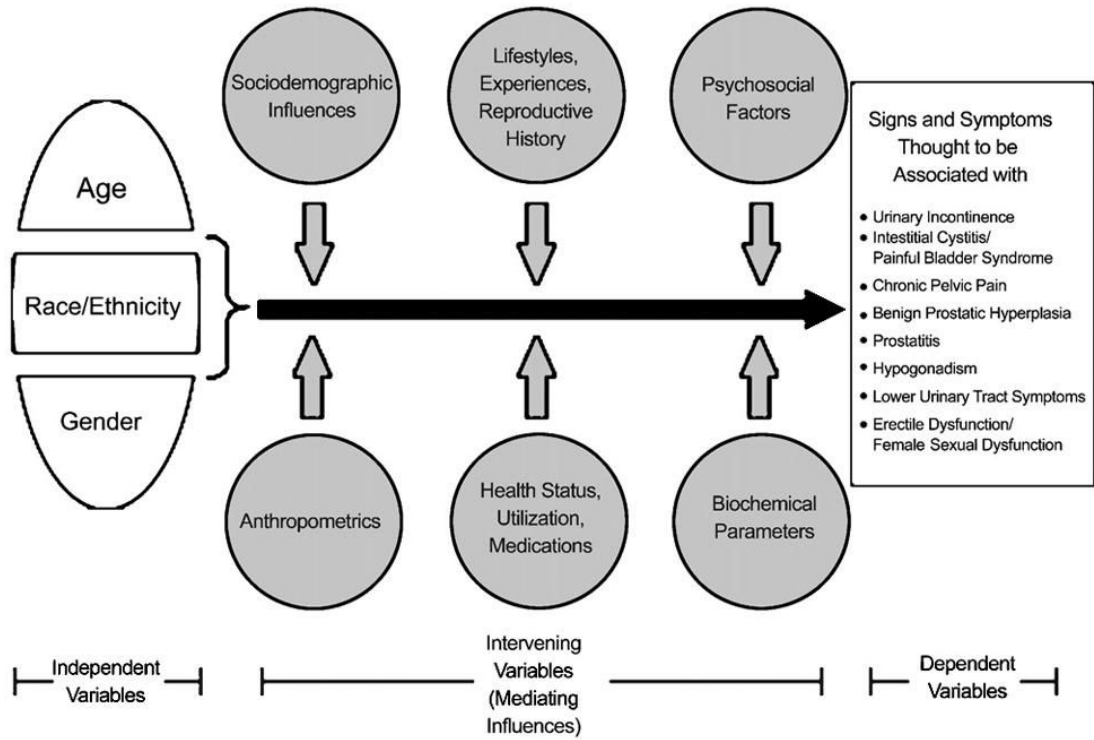 Age
Race/Ethnicity
Gender
Sociodemographic
Influences
Lifestyles,
Experiences,
Reproductive
History
Psychosocial
Factors
Anthropometrics
Health Status,
Utilization,
Medications
Biochemical
Parameters
Signs and Symptoms
Thought to be
Associated with
• Urinary Incontinence
• Intestitial Cystitis/
Painful Bladder Syndrome
• Chronic Pelvic Pain
• Benign Prostatic Hyperplasia
• Prostatitis
• Hypogonadism
• Lower Urinary Tract Symptoms
• Erectile Dysfunction/
Female Sexual Dysfunction
Independent
Variables
Intervening
Variables
(Mediating
Influences)
Dependent
Variables